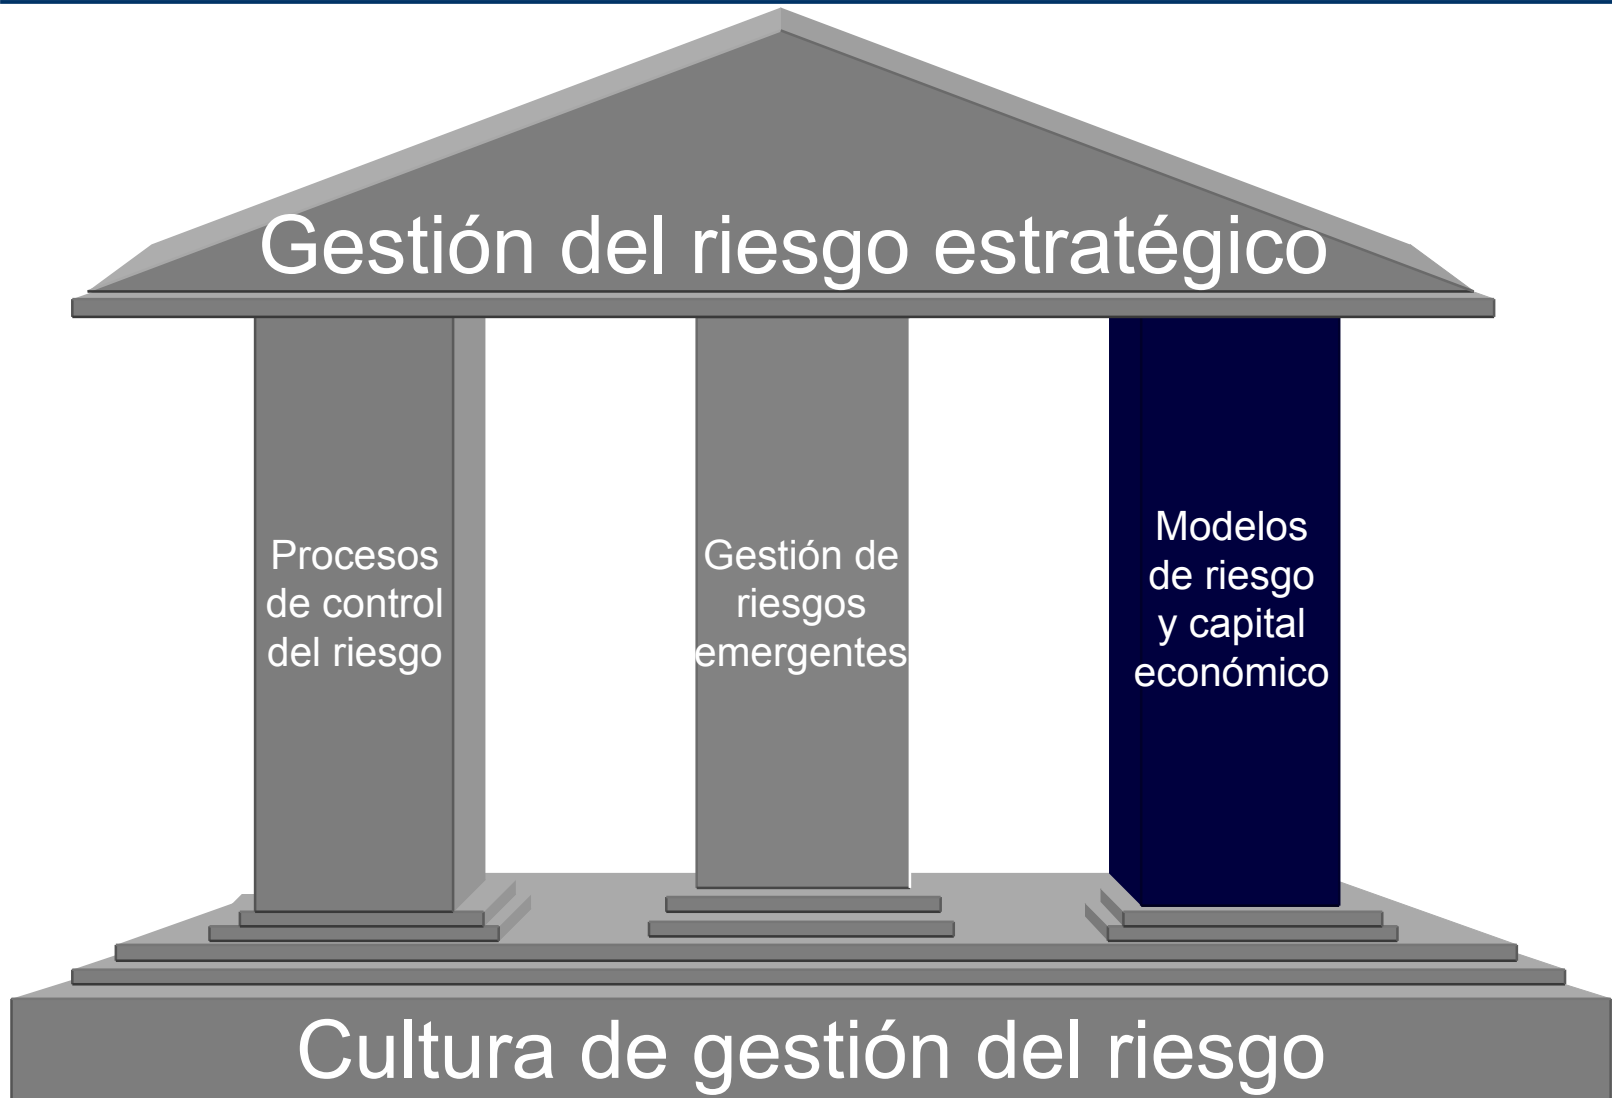 Gestión del riesgo estratégico
Procesos
de control
del riesgo
Gestión de
riesgos
emergentes
Modelos
de riesgo
y capital
económico
Cultura de gestión del riesgo